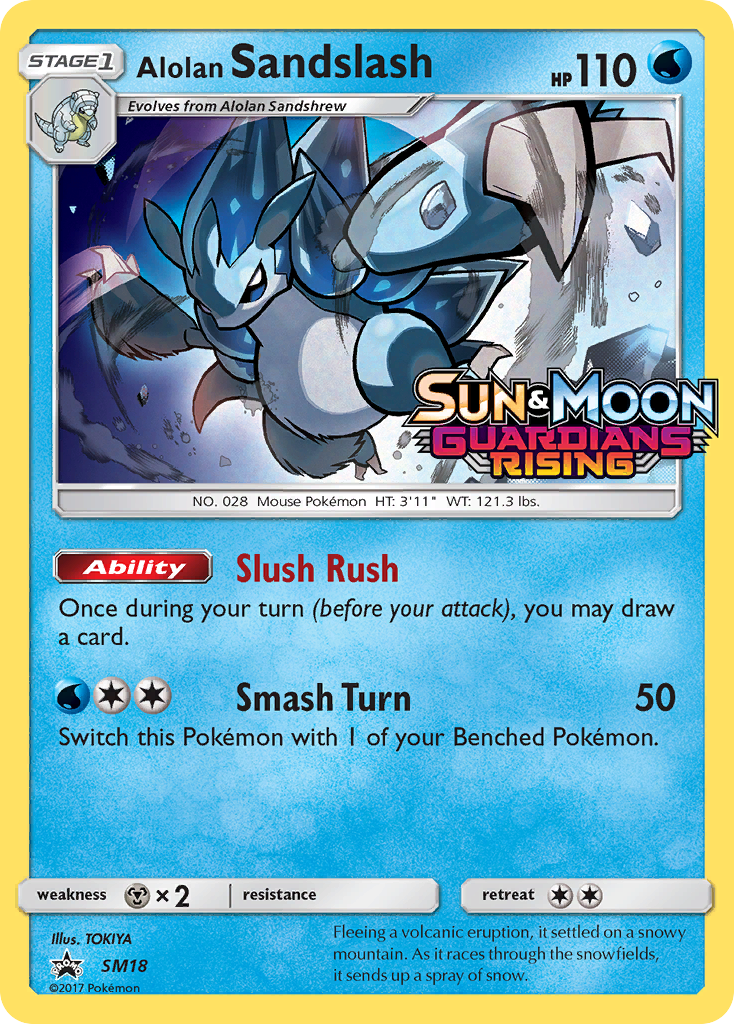 STAGE1
Alolan Sandslash
HP 110
Evolves from Alolan Sandshrew
SUN & MOON
GUARDIANS
RISING
NO. 028 Mouse Pokémon HT: 3'11" WT: 121.3 lbs.
Ability Slush Rush
Once during your turn (before your attack), you may draw
a card.
Smash Turn 50
Switch this Pokémon with 1 of your Benched Pokémon.
weakness ×2 resistance retreat
Illus. TOKIYA
PROMO SM18
©2017 Pokémon
Fleeing a volcanic eruption, it settled on a snowy
mountain. As it races through the snowfields,
it sends up a spray of snow.